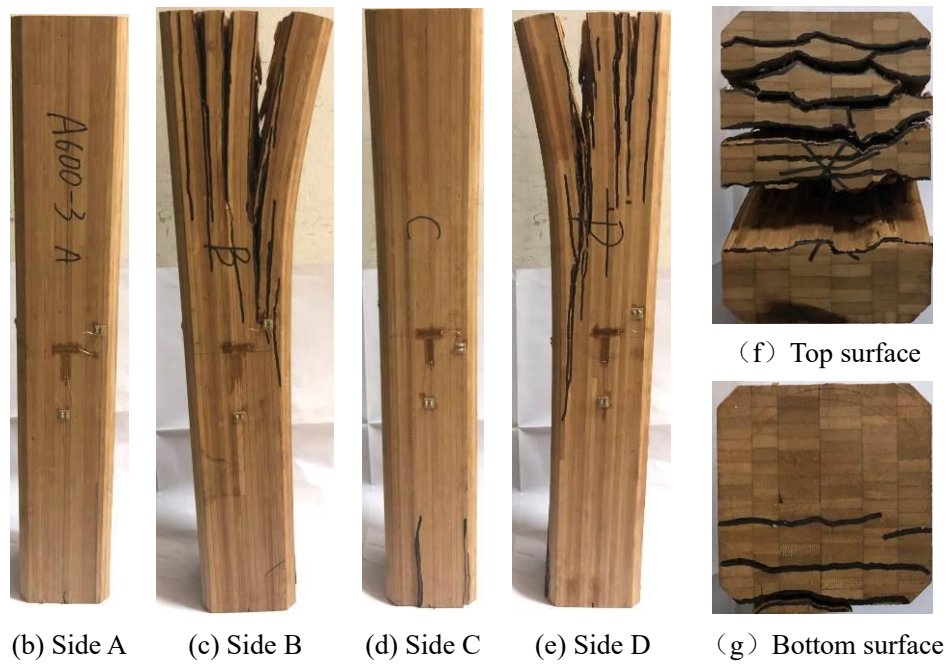 A600-3 A
B
C
D
(b) Side A
(c) Side B
(d) Side C
(e) Side D
（f）Top surface
（g）Bottom surface